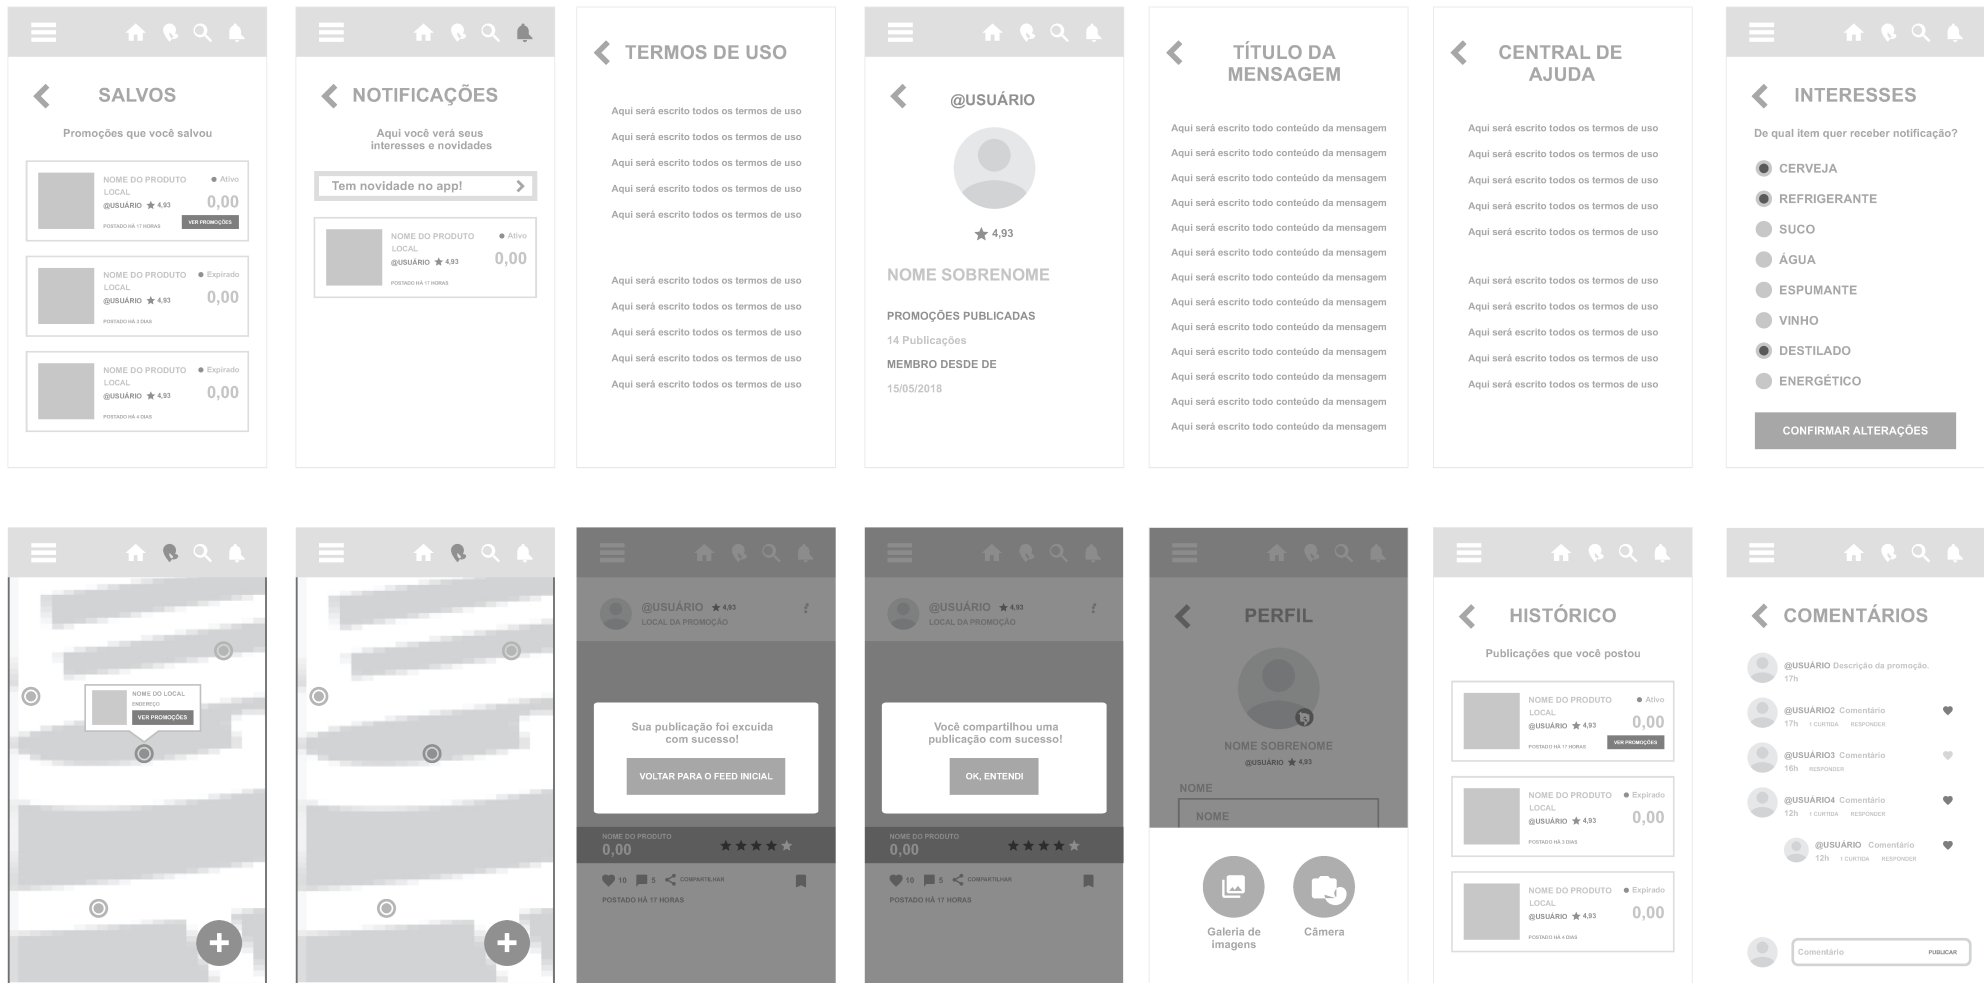 SALVOS
Promoções que você salvou
NOME DO PRODUTO
Ativo
LOCAL
0,00
@USUÁRIO 4,93
VER PROMOÇÕES
POSTADO HÁ 17 HORAS
NOME DO PRODUTO
Expirado
LOCAL
0,00
@USUÁRIO 4,93
POSTADO HÁ 3 DIAS
NOME DO PRODUTO
Expirado
LOCAL
0,00
@USUÁRIO 4,93
POSTADO HÁ 4 DIAS
NOTIFICAÇÕES
Aqui você verá seus
interesses e novidades
Tem novidade no app!
NOME DO PRODUTO
Ativo
LOCAL
0,00
@USUÁRIO 4,93
POSTADO HÁ 17 HORAS
TERMOS DE USO
Aqui será escrito todos os termos de uso
Aqui será escrito todos os termos de uso
Aqui será escrito todos os termos de uso
Aqui será escrito todos os termos de uso
Aqui será escrito todos os termos de uso
Aqui será escrito todos os termos de uso
Aqui será escrito todos os termos de uso
Aqui será escrito todos os termos de uso
Aqui será escrito todos os termos de uso
Aqui será escrito todos os termos de uso
@USUÁRIO
4,93
NOME SOBRENOME
PROMOÇÕES PUBLICADAS
14 Publicações
MEMBRO DESDE DE
15/05/2018
TÍTULO DA
MENSAGEM
Aqui será escrito todo conteúdo da mensagem
Aqui será escrito todo conteúdo da mensagem
Aqui será escrito todo conteúdo da mensagem
Aqui será escrito todo conteúdo da mensagem
Aqui será escrito todo conteúdo da mensagem
Aqui será escrito todo conteúdo da mensagem
Aqui será escrito todo conteúdo da mensagem
Aqui será escrito todo conteúdo da mensagem
Aqui será escrito todo conteúdo da mensagem
Aqui será escrito todo conteúdo da mensagem
Aqui será escrito todo conteúdo da mensagem
Aqui será escrito todo conteúdo da mensagem
Aqui será escrito todo conteúdo da mensagem
CENTRAL DE
AJUDA
Aqui será escrito todos os termos de uso
Aqui será escrito todos os termos de uso
Aqui será escrito todos os termos de uso
Aqui será escrito todos os termos de uso
Aqui será escrito todos os termos de uso
Aqui será escrito todos os termos de uso
Aqui será escrito todos os termos de uso
Aqui será escrito todos os termos de uso
Aqui será escrito todos os termos de uso
Aqui será escrito todos os termos de uso
INTERESSES
De qual item quer receber notificação?
CERVEJA
REFRIGERANTE
SUCO
ÁGUA
ESPUMANTE
VINHO
DESTILADO
ENERGÉTICO
CONFIRMAR ALTERAÇÕES
NOME DO LOCAL
ENDEREÇO
VER PROMOÇÕES
@USUÁRIO 4,93
LOCAL DA PROMOÇÃO
Sua publicação foi excuida
com sucesso!
VOLTAR PARA O FEED INICIAL
NOME DO PRODUTO
0,00
10 5 COMPARTILHAR
POSTADO HÁ 17 HORAS
@USUÁRIO 4,93
LOCAL DA PROMOÇÃO
Você compartilhou uma
publicação com sucesso!
OK, ENTENDI
NOME DO PRODUTO
0,00
10 5 COMPARTILHAR
POSTADO HÁ 17 HORAS
PERFIL
NOME SOBRENOME
@USUÁRIO 4,93
NOME
NOME
Galeria de
imagens
Câmera
HISTÓRICO
Publicações que você postou
NOME DO PRODUTO
Ativo
LOCAL
0,00
@USUÁRIO 4,93
VER PROMOÇÕES
POSTADO HÁ 17 HORAS
NOME DO PRODUTO
Expirado
LOCAL
0,00
@USUÁRIO 4,93
POSTADO HÁ 3 DIAS
NOME DO PRODUTO
Expirado
LOCAL
0,00
@USUÁRIO 4,93
POSTADO HÁ 4 DIAS
COMENTÁRIOS
@USUÁRIO Descrição da promoção.
17h
@USUÁRIO2 Comentário
17h 1 CURTIDA RESPONDER
@USUÁRIO3 Comentário
16h RESPONDER
@USUÁRIO4 Comentário
12h 1 CURTIDA RESPONDER
@USUÁRIO Comentário
12h 1 CURTIDA RESPONDER
Comentário
PUBLICAR